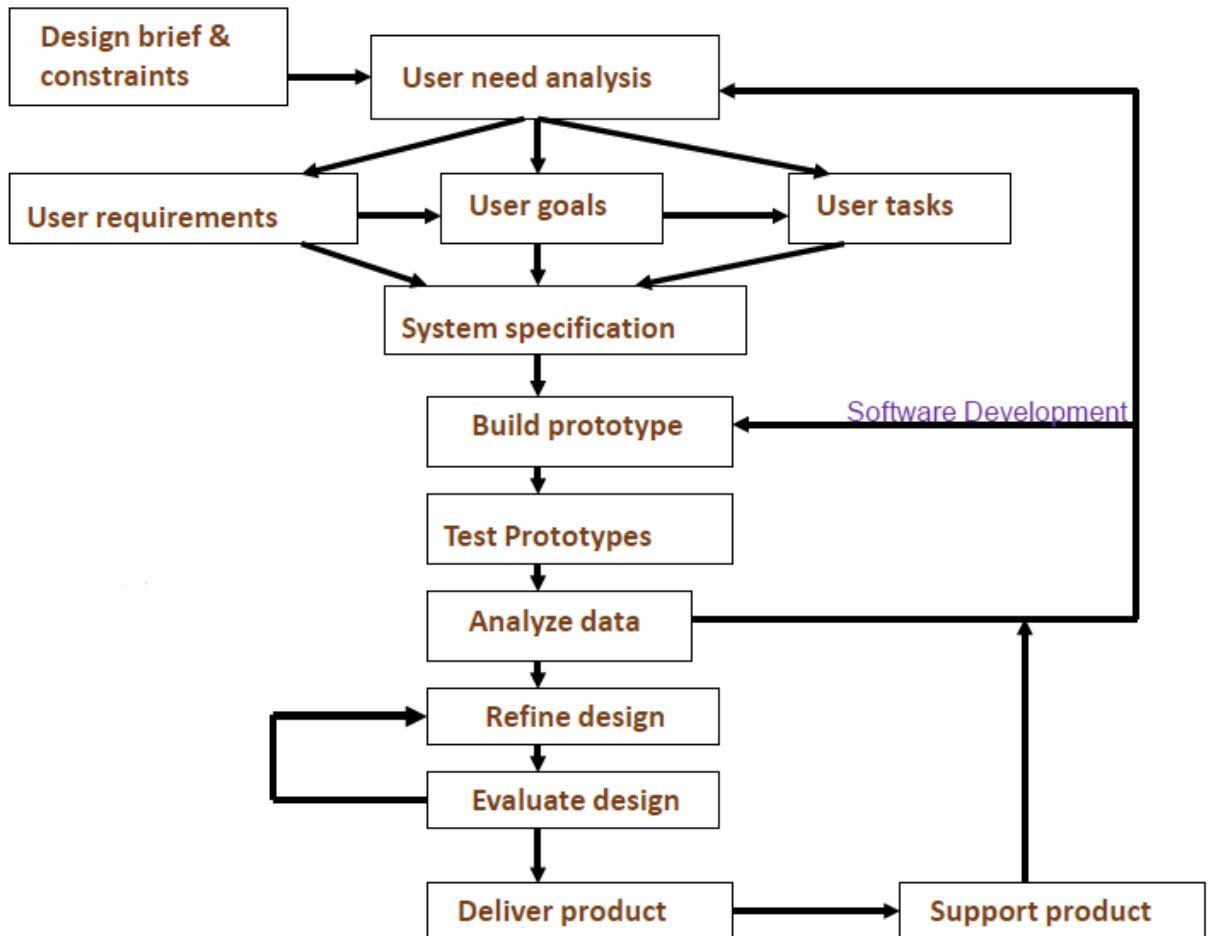 Design brief &
constraints
User need analysis
User requirements
User goals
User tasks
System specification
Build prototype
Software Development
Test Prototypes
Analyze data
Refine design
Evaluate design
Deliver product
Support product